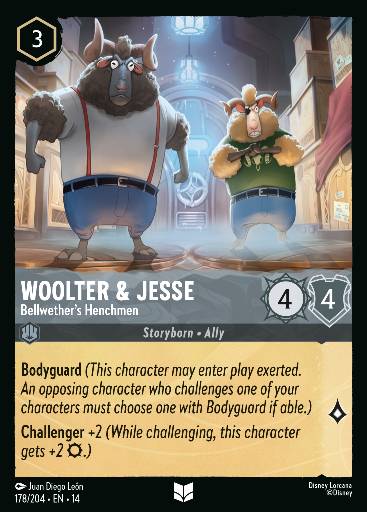 3
WOOLTER & JESSE
Bellwether's Henchmen
4
4
Storyborn • Ally
Bodyguard (This character may enter play exerted.
An opposing character who challenges one of your
characters must choose one with Bodyguard if able.)
Challenger +2 (While challenging, this character
gets +2 .)
Juan Diego León
Disney Lorcana
178/204 • EN • 14
©Disney